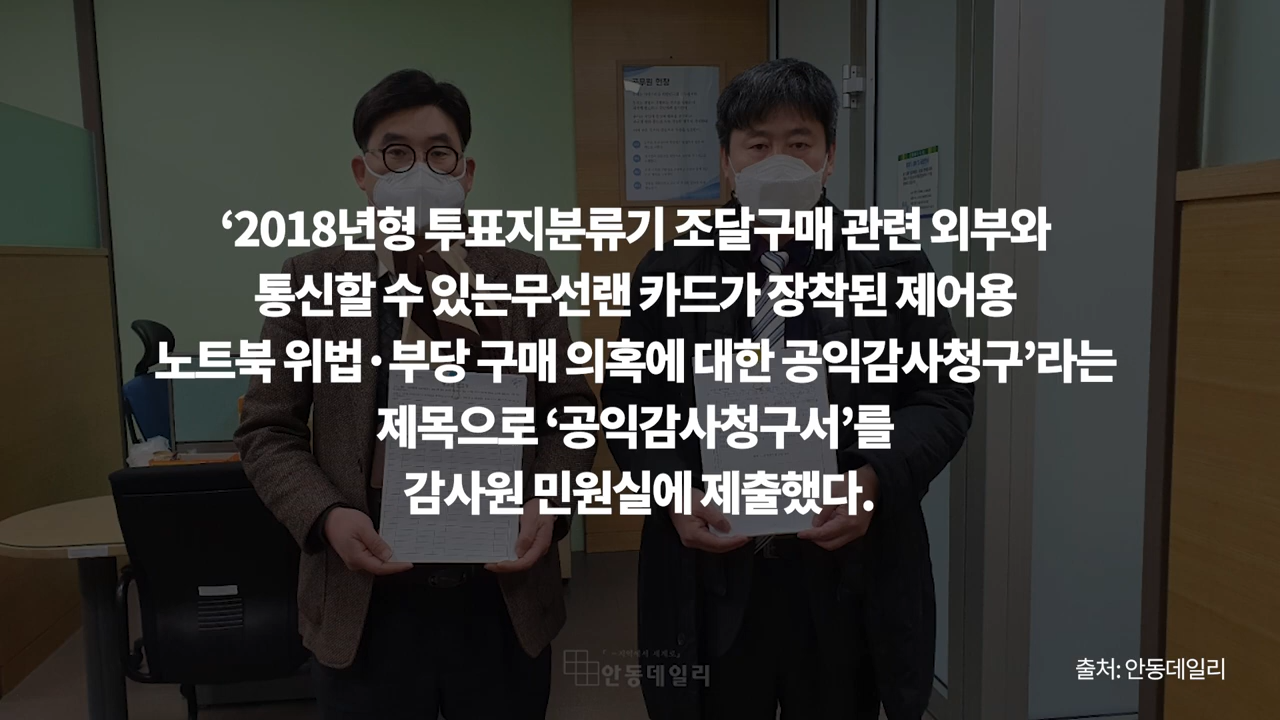 ‘2018년형 투표지분류기 조달구매 관련 외부와
통신할 수 있는무선랜 카드가 장착된 제어용
노트북 위법·부당 구매 의혹에 대한 공익감사청구’라는
제목으로 ‘공익감사청구서’를
감사원 민원실에 제출했다.
안동데일리
출처: 안동데일리